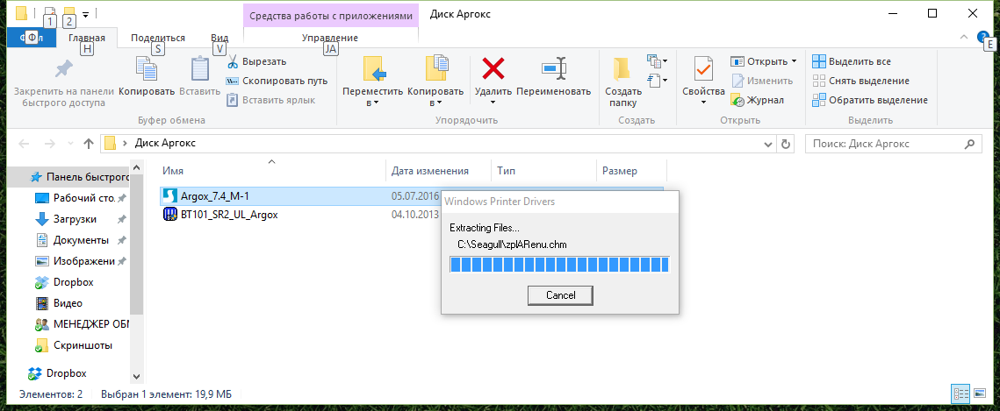 Средства работы с приложениями
Диск Аргокс
1
2
Файл
Ф
Главная
Поделиться
Вид
Управление
Н
S
V
JA
E
Закрепить на панели
быстрого доступа
Копировать
Вставить
Вырезать
Скопировать путь
Вставить ярлык
Переместить
в
Копировать
в
Удалить
Переименовать
Создать
папку
Свойства
Открыть
Изменить
Журнал
Выделить все
Снять выделение
Обратить выделение
Буфер обмена
Упорядочить
Создать
Открыть
Выделить
Диск Аргокс
Поиск: Диск Аргокс
Имя
Дата изменения
Тип
Размер
Панель быстрого
Рабочий сто.
Загрузки
Документы
Изображени
Dropbox
Видео
МЕНЕДЖЕР ОБМ
Скриншоты
Dropbox
Argox_7.4_M-1
05.07.2016
BT101_SR2_UL_Argox
04.10.2013
Windows Printer Drivers
Extracting Files...
C:\Seagull\zplARenu.chm
Cancel
Элементов: 2
Выбран 1 элемент: 19,9 МБ